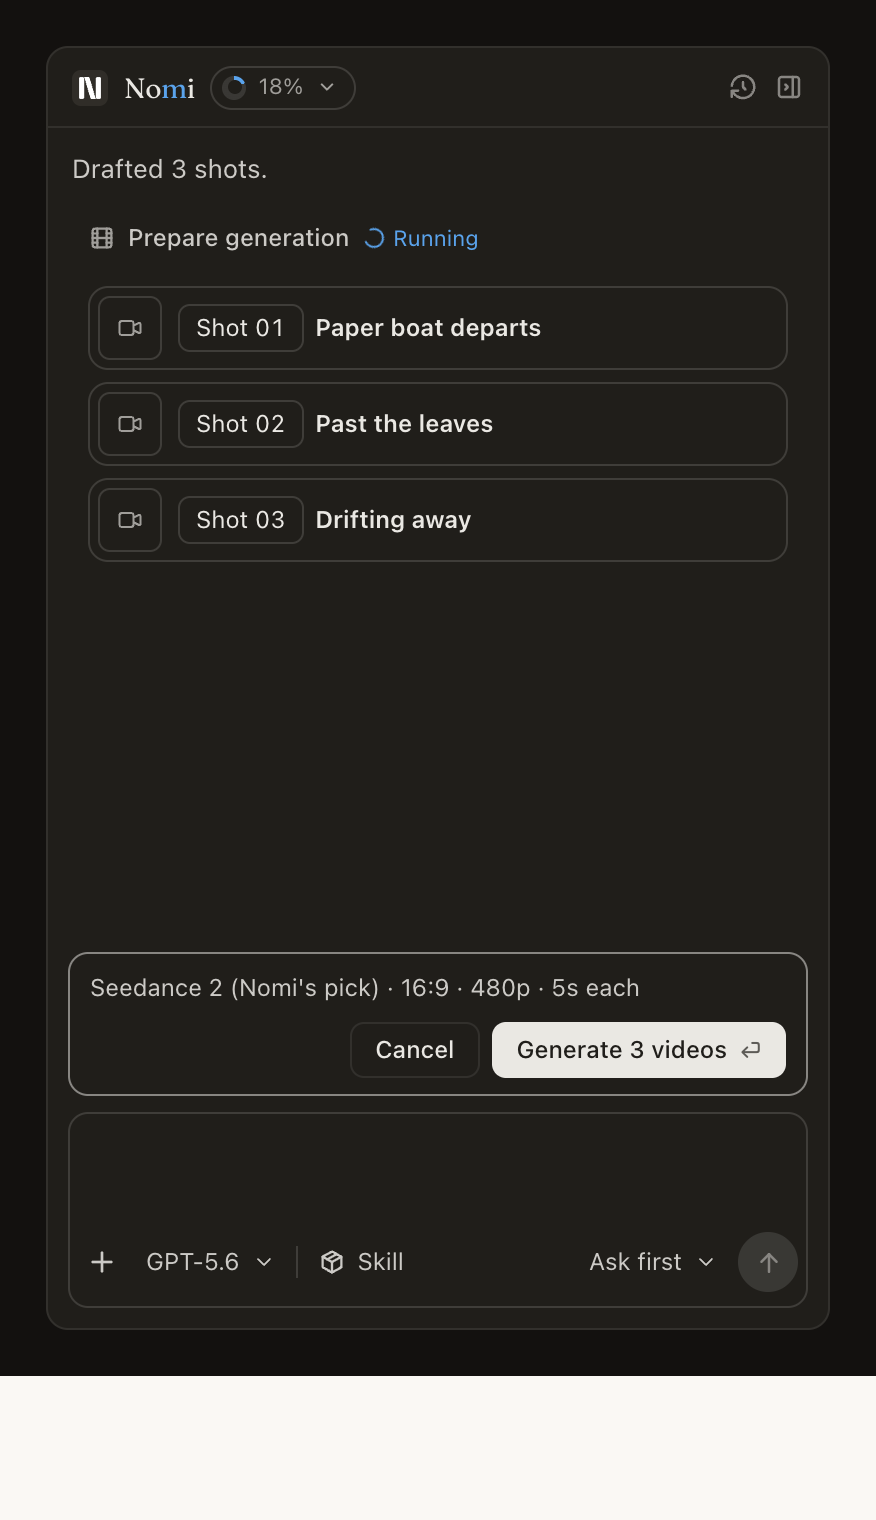 Nomi 18%
Drafted 3 shots.
Prepare generation Running
Shot 01 Paper boat departs
Shot 02 Past the leaves
Shot 03 Drifting away
Seedance 2 (Nomi's pick) · 16:9 · 480p · 5s each
Cancel Generate 3 videos
GPT-5.6 Skill Ask first